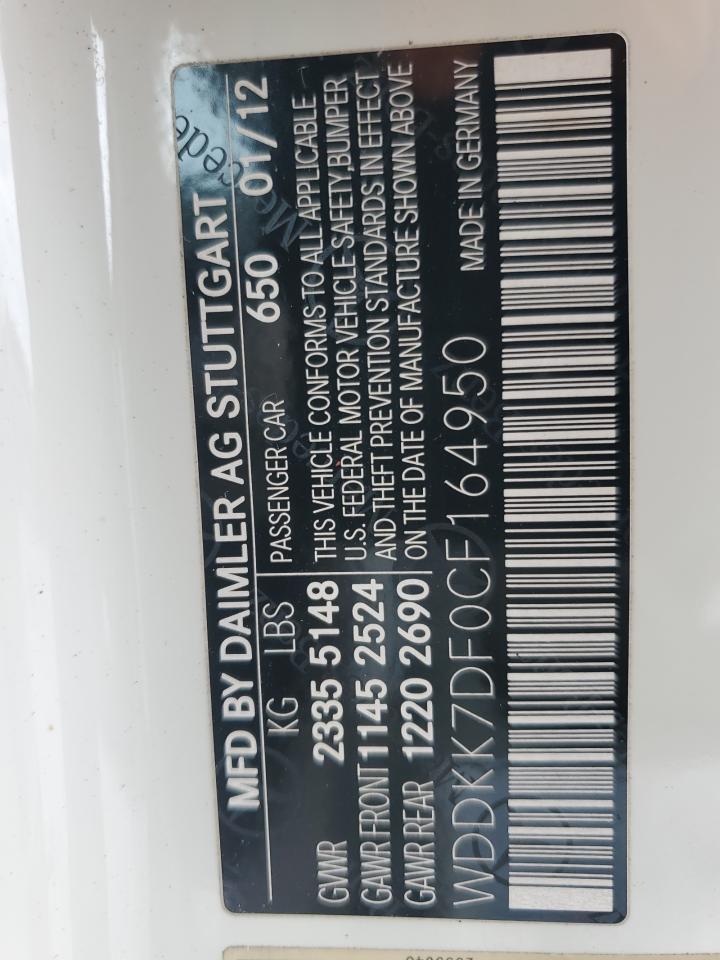 MFD BY DAIMLER AG STUTTGART
KG LBS
PASSENGER CAR
650 01/12
GVWR 2335 5148
GAWR FRONT 1145 2524
GAWR REAR 1220 2690
THIS VEHICLE CONFORMS TO ALL APPLICABLE
U.S. FEDERAL MOTOR VEHICLE SAFETY,BUMPER
AND THEFT PREVENTION STANDARDS IN EFFECT
ON THE DATE OF MANUFACTURE SHOWN ABOVE
WDDKK7DF0CF164950
MADE IN GERMANY